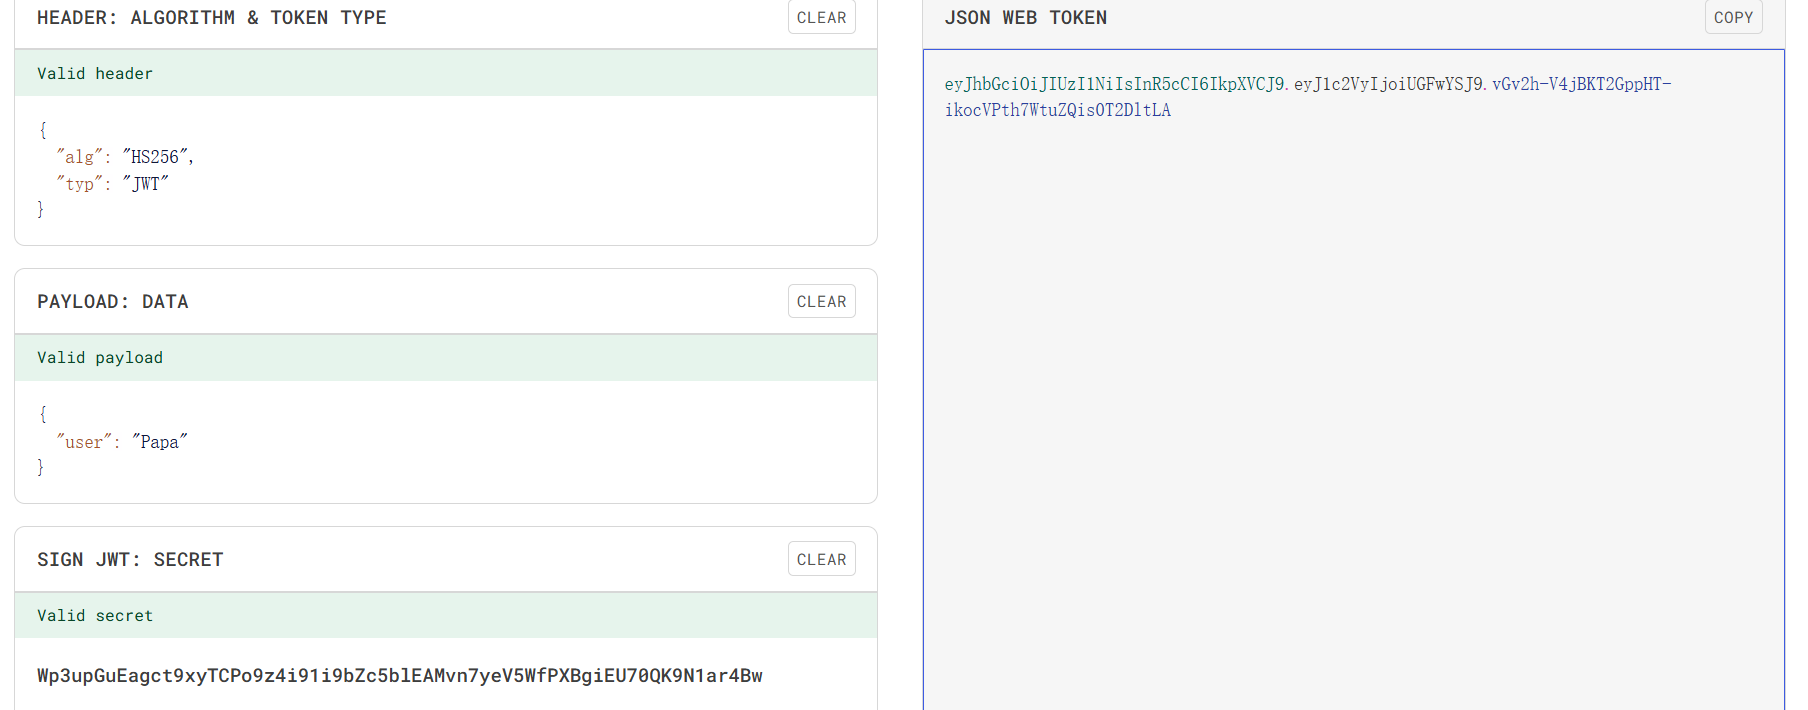 HEADER: ALGORITHM & TOKEN TYPE
CLEAR
Valid header
{
"alg": "HS256",
"typ": "JWT"
}
PAYLOAD: DATA
CLEAR
Valid payload
{
"user": "Papa"
}
SIGN JWT: SECRET
CLEAR
Valid secret
Wp3upGuEagct9xyTCPo9z4i91i9bZc5blEAMvn7yeV5WfPXBgiEU70QK9N1ar4Bw
JSON WEB TOKEN
COPY
eyJhbGciOiJIUzI1NiIsInR5cCI6IkpXVCJ9.eyJ1c2VyIjoiUGFwYSJ9.vGv2h-V4jBKT2GppHT-
ikocVPth7WtuZQisOT2DltLA